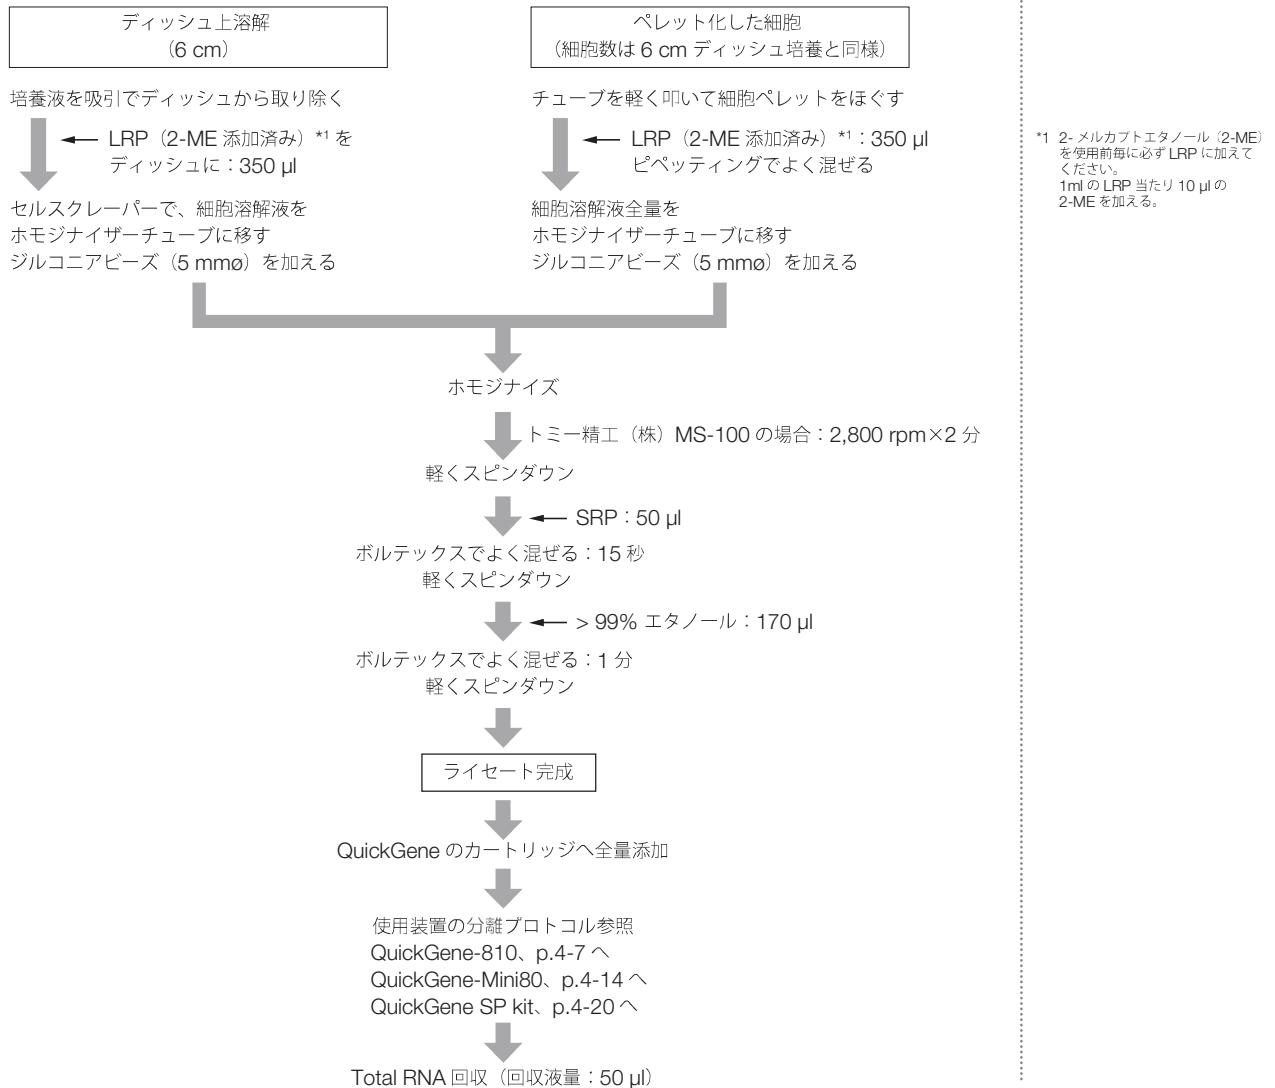 ディッシュ上溶解
（6 cm）
培養液を吸引でディッシュから取り除く
LRP（2-ME 添加済み）*1 を
ディッシュに：350 µl
セルスクレーパーで、細胞溶解液を
ホモジナイザーチューブに移す
ジルコニアビーズ（5 mmø）を加える
ペレット化した細胞
（細胞数は 6 cm ディッシュ培養と同様）
チューブを軽く叩いて細胞ペレットをほぐす
LRP（2-ME 添加済み）*1：350 µl
ピペッティングでよく混ぜる
細胞溶解液全量を
ホモジナイザーチューブに移す
ジルコニアビーズ（5 mmø）を加える
ホモジナイズ
トミー精工（株）MS-100 の場合：2,800 rpm×2 分
軽くスピンダウン
SRP：50 µl
ボルテックスでよく混ぜる：15 秒
軽くスピンダウン
> 99% エタノール：170 µl
ボルテックスでよく混ぜる：1 分
軽くスピンダウン
ライセート完成
QuickGene のカートリッジへ全量添加
使用装置の分離プロトコル参照
QuickGene-810、p.4-7 へ
QuickGene-Mini80、p.4-14 へ
QuickGene SP kit、p.4-20 へ
Total RNA 回収（回収液量：50 µl）
*1 2- メルカプトエタノール（2-ME）
を使用前毎に必ず LRP に加えて
ください。
1ml の LRP 当たり 10 µl の
2-ME を加える。